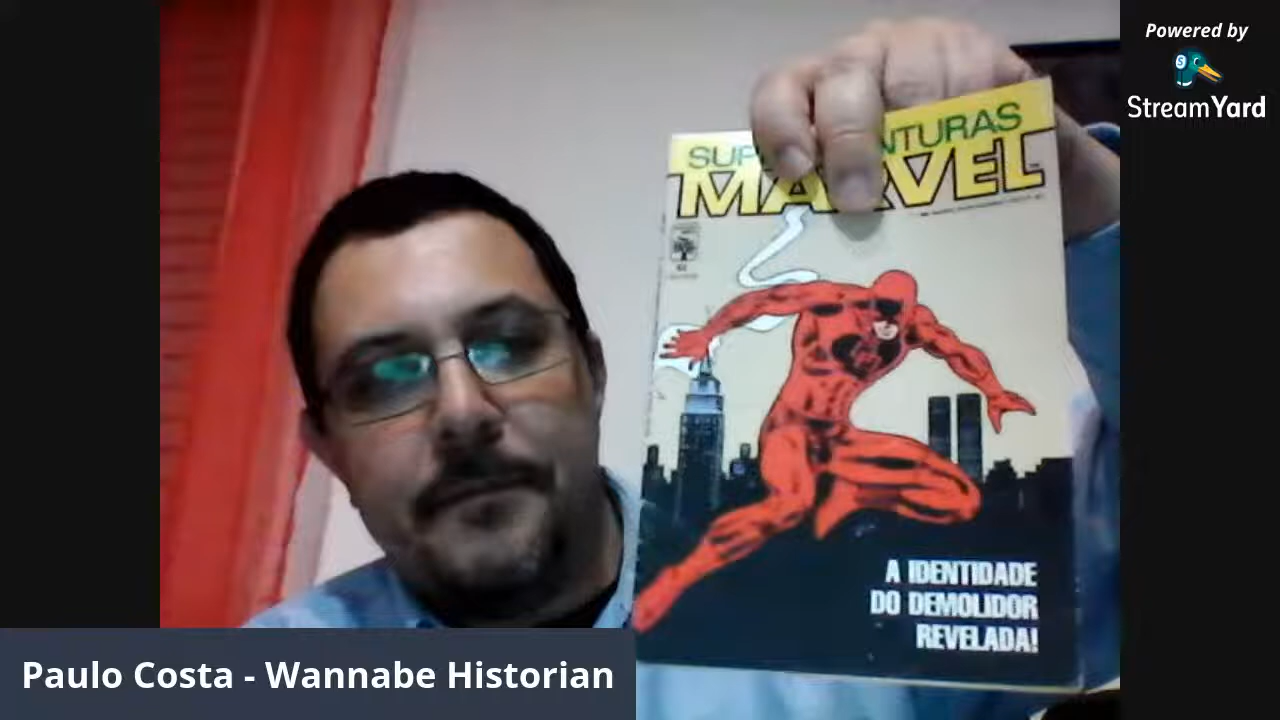 Powered by
StreamYard
MARVEL
A IDENTIDADE
DO DEMOLIDOR
REVELADA!
Paulo Costa - Wannabe Historian